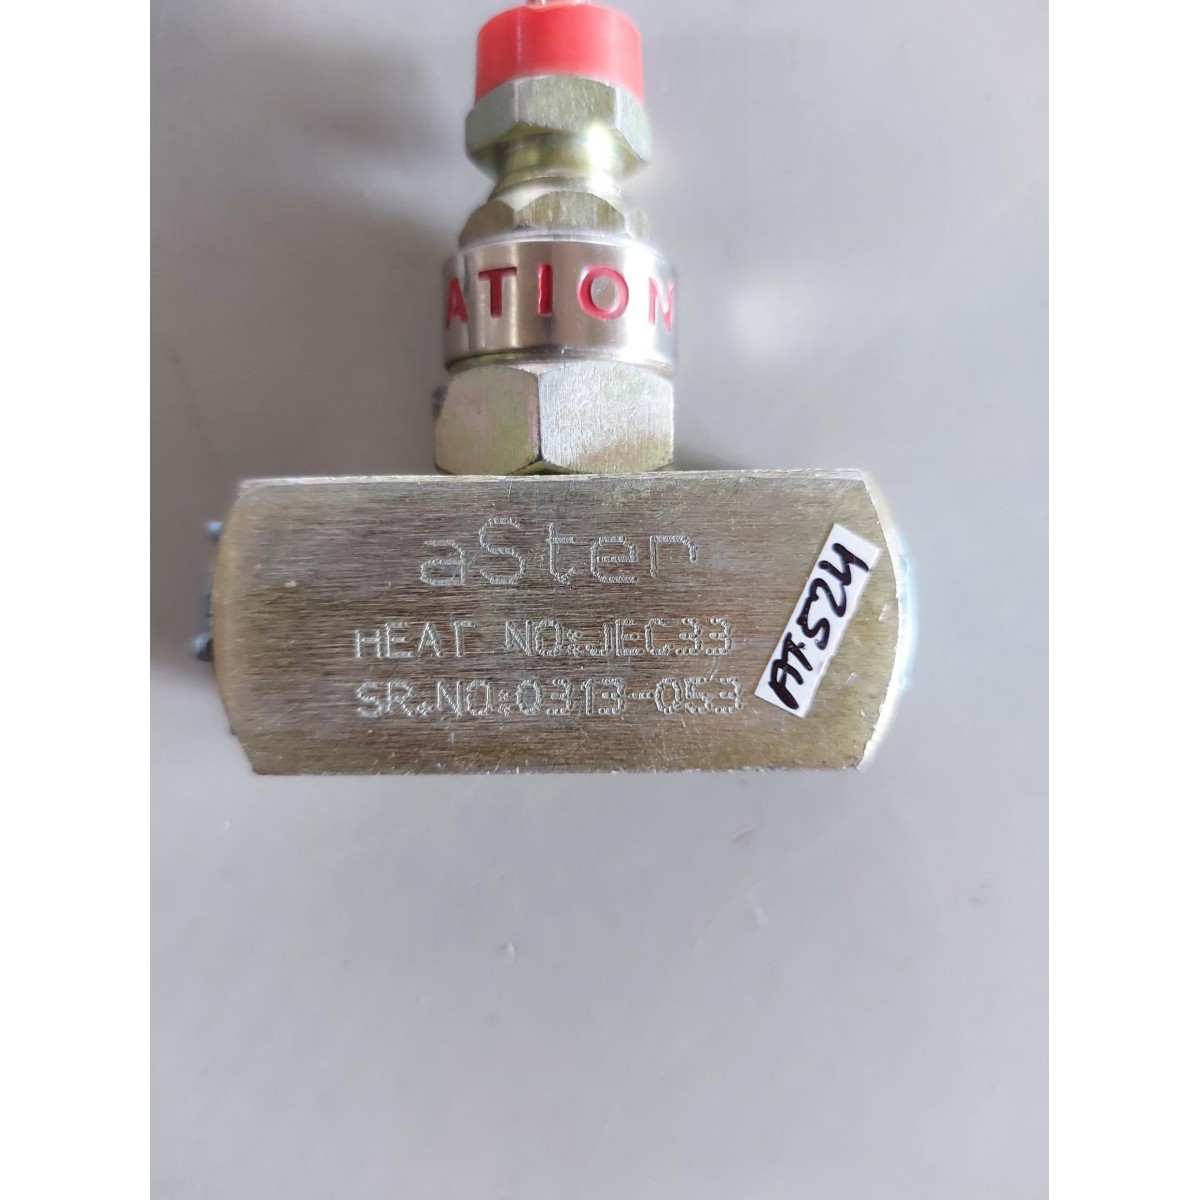 ATION
aSter
HEAT NO:JEC33
SR.NO:0313-053
AT524